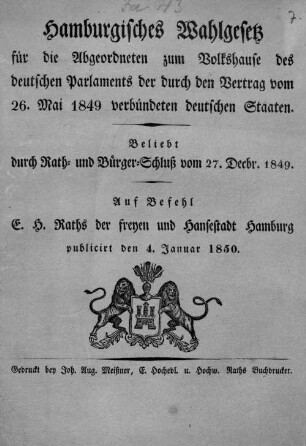 7.
Hamburgisches Wahlgesetz
für die Abgeordneten zum Volkshause des
deutschen Parlaments der durch den Vertrag vom
26. Mai 1849 verbündeten deutschen Staaten.
Beliebt
durch Rath- und Bürger-Schluß vom 27. Decbr. 1849.
Auf Befehl
E. H. Raths der freyen und Hansestadt Hamburg
publicirt den 4. Januar 1850.
Gedruckt bey Joh. Aug. Meißner, E. Hochedl. u. Hochw. Raths Buchdrucker.